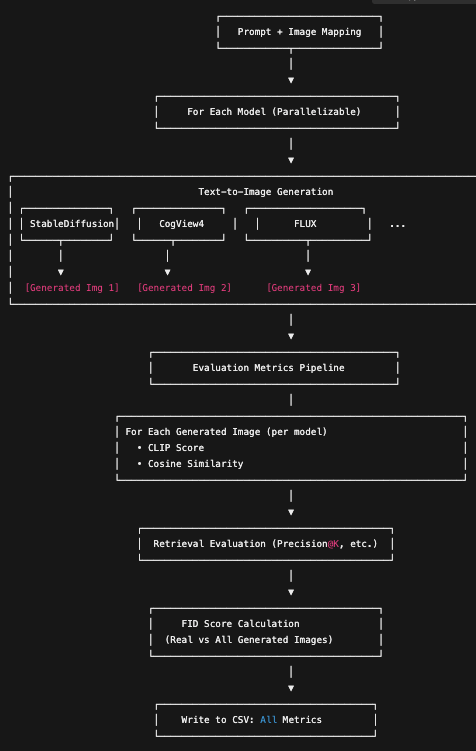 Prompt + Image Mapping
For Each Model (Parallelizable)
Text-to-Image Generation
StableDiffusion CogView4 FLUX ...
[Generated Img 1] [Generated Img 2] [Generated Img 3]
Evaluation Metrics Pipeline
For Each Generated Image (per model)
• CLIP Score
• Cosine Similarity
Retrieval Evaluation (Precision@K, etc.)
FID Score Calculation
(Real vs All Generated Images)
Write to CSV: All Metrics